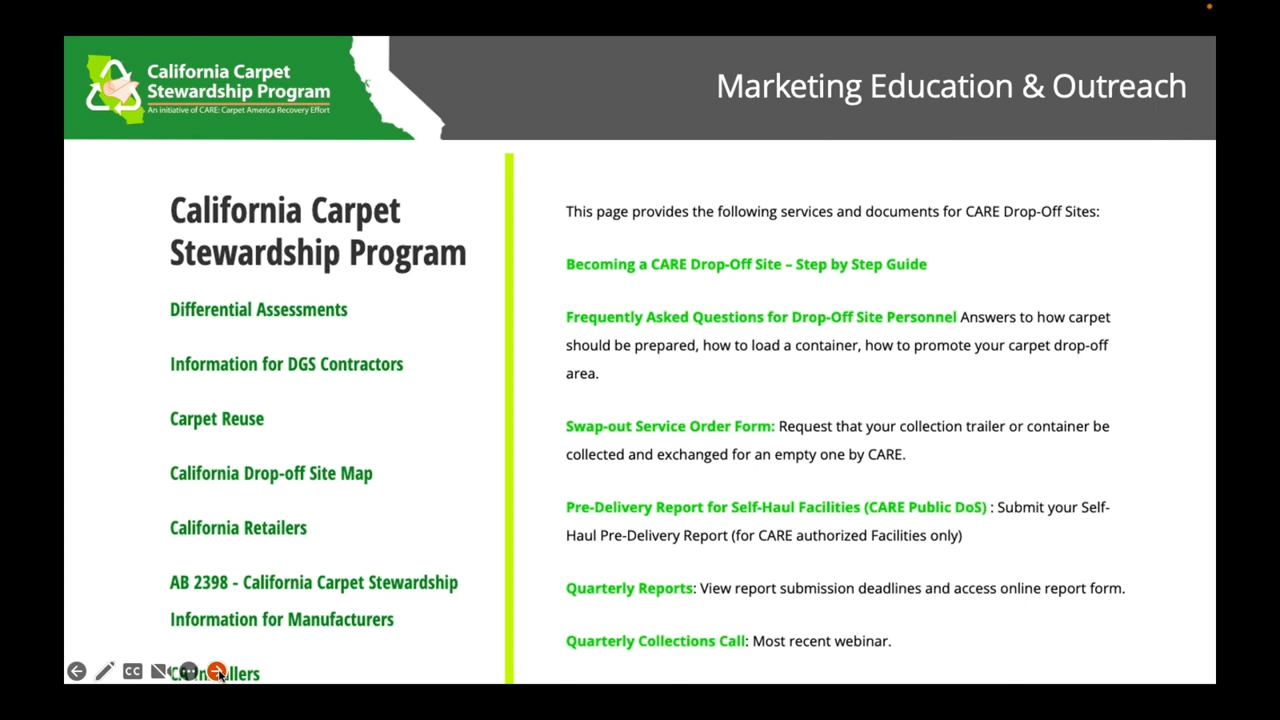 California Carpet
Stewardship Program
An initiative of CARE: Carpet America Recovery Effort
Marketing Education & Outreach
California Carpet
Stewardship Program
Differential Assessments
Information for DGS Contractors
Carpet Reuse
California Drop-off Site Map
California Retailers
AB 2398 - California Carpet Stewardship
Information for Manufacturers
CC
This page provides the following services and documents for CARE Drop-Off Sites:
Becoming a CARE Drop-Off Site – Step by Step Guide
Frequently Asked Questions for Drop-Off Site Personnel Answers to how carpet
should be prepared, how to load a container, how to promote your carpet drop-off
area.
Swap-out Service Order Form: Request that your collection trailer or container be
collected and exchanged for an empty one by CARE.
Pre-Delivery Report for Self-Haul Facilities (CARE Public DoS) : Submit your Self-
Haul Pre-Delivery Report (for CARE authorized Facilities only)
Quarterly Reports: View report submission deadlines and access online report form.
Quarterly Collections Call: Most recent webinar.